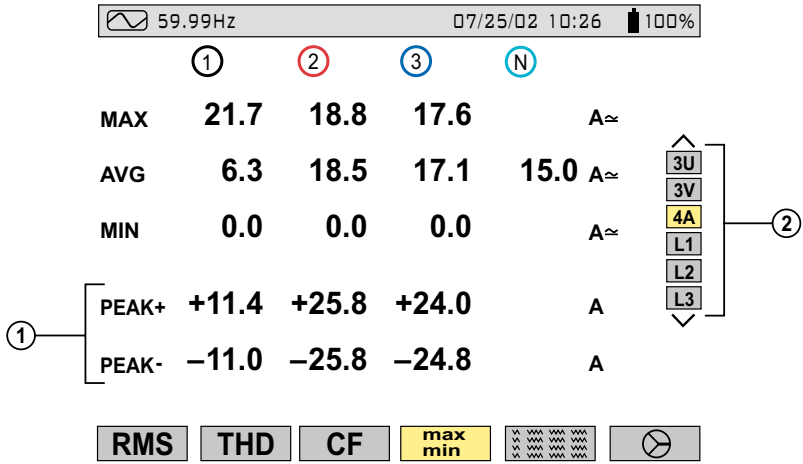 59.99Hz 07/25/02 10:26 100%
1 2 3 N
MAX 21.7 18.8 17.6 A≃
AVG 6.3 18.5 17.1 15.0 A≃
MIN 0.0 0.0 0.0 A≃
PEAK+ +11.4 +25.8 +24.0 A
PEAK- –11.0 –25.8 –24.8 A
1
3U
3V
4A
L1
L2
L3
2
RMS THD CF max min